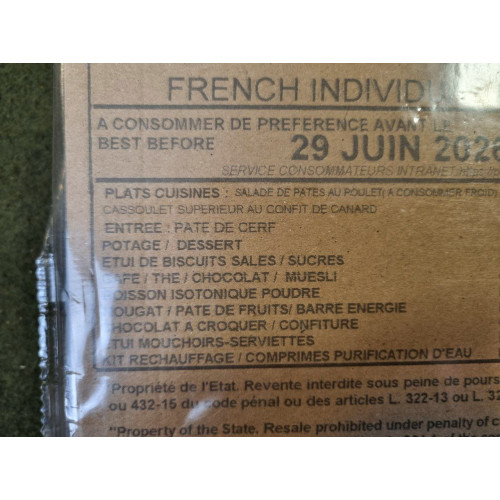 FRENCH INDIVID
A CONSOMMER DE PREFERENCE AVANT LE
BEST BEFORE 29 JUIN 2026
SERVICE CONSOMMATEURS INTRANET
PLATS CUISINES : SALADE DE PATES AU POULET( A CONSOMMER FROID
CASSOULET SUPERIEUR AU CONFIT DE CANARD
ENTREE : PATE DE CERF
POTAGE / DESSERT
ETUI DE BISCUITS SALES / SUCRES
CAFE / THE / CHOCOLAT / MUESLI
BOISSON ISOTONIQUE POUDRE
NOUGAT / PATE DE FRUITS/ BARRE ENERGIE
CHOCOLAT A CROQUER / CONFITURE
ETUI MOUCHOIRS-SERVIETTES
KIT RECHAUFFAGE / COMPRIMES PURIFICATION D'EAU
Propriété de l'Etat. Revente interdite sous peine de pours
ou 432-15 du code pénal ou des articles L. 322-13 ou L. 32
"Property of the State. Resale prohibited under penalty of c